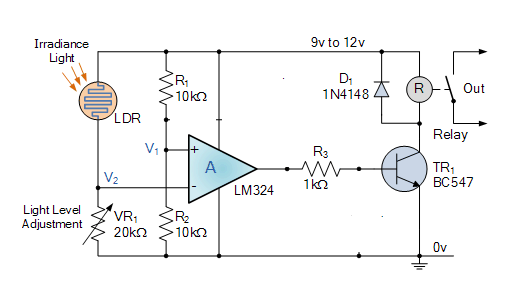 Irradiance
Light
9v to 12v
R₁
10kΩ
D₁
1N4148
R
Out
LDR
Relay
V₁
+
A
-
LM324
R₃
1kΩ
TR₁
BC547
V₂
Light Level
Adjustment
VR₁
20kΩ
R₂
10kΩ
0v